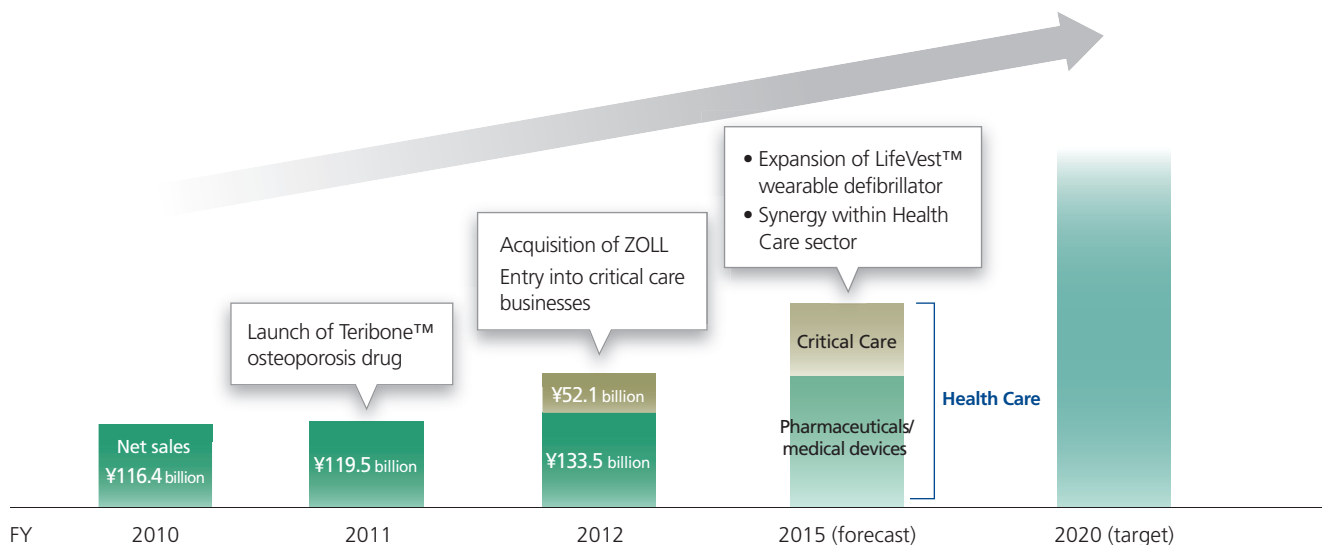 • Expansion of LifeVest™
wearable defibrillator
• Synergy within Health
Care sector
Acquisition of ZOLL
Entry into critical care
businesses
Launch of Teribone™
osteoporosis drug
Net sales
¥116.4 billion
¥119.5 billion
¥52.1 billion
¥133.5 billion
Critical Care
Pharmaceuticals/
medical devices
Health Care
FY 2010 2011 2012 2015 (forecast) 2020 (target)